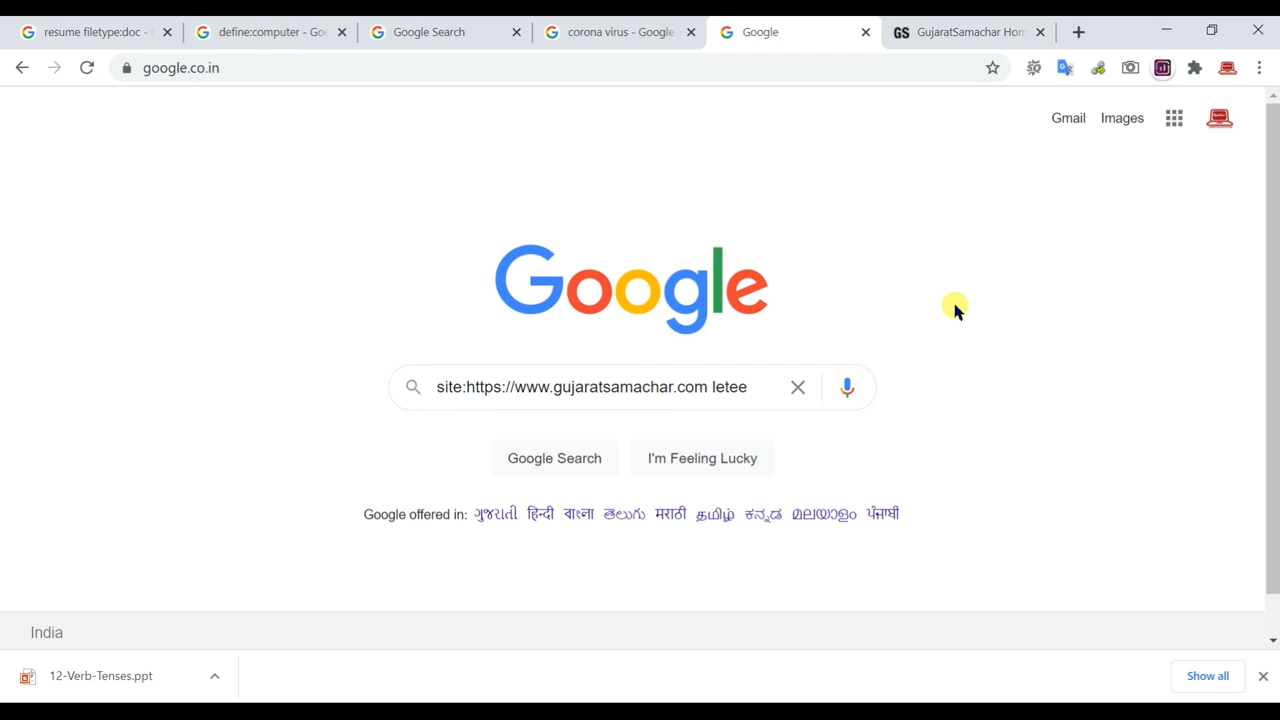 resume filetype:doc -
define:computer - Goo
Google Search
corona virus - Google
Google
GS GujaratSamachar Hom
google.co.in
Gmail Images
Google
site:https://www.gujaratsamachar.com letee
Google Search I'm Feeling Lucky
Google offered in: ગુજરાતી हिन्दी বাংলা తెలుగు मराठी தமிழ் ಕನ್ನಡ മലയാളം ਪੰਜਾਬੀ
India
12-Verb-Tenses.ppt
Show all